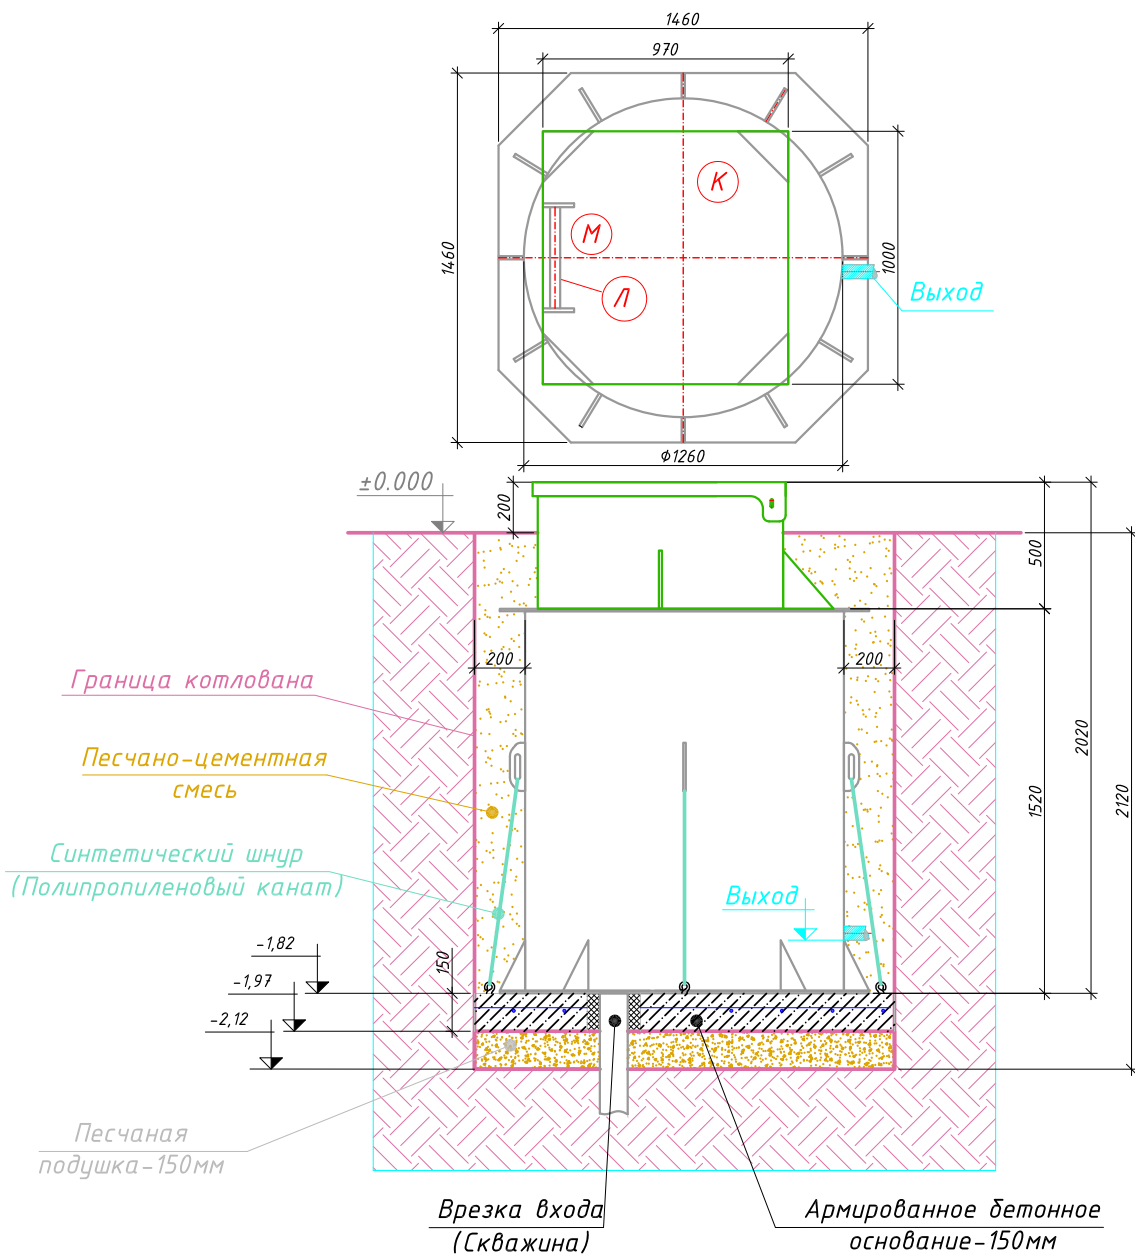 1460
970
К
М
1460
1000
Л
Выход
ϕ1260
±0.000
200
500
200
200
Граница котлована
2020
Песчано-цементная
смесь
1520
2120
Синтетический шнур
(Полипропиленовый канат)
Выход
-1,82
150
-1,97
-2,12
Песчаная
подушка-150мм
Врезка входа
(Скважина)
Армированное бетонное
основание-150мм